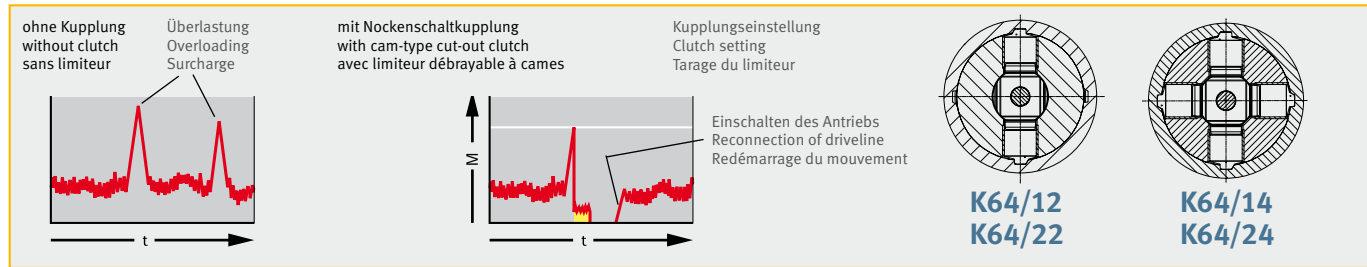 ohne Kupplung
without clutch
sans limiteur
Überlastung
Overloading
Surcharge
t
mit Nockenschaltkupplung
with cam-type cut-out clutch
avec limiteur débrayable à cames
Kupplungseinstellung
Clutch setting
Tarage du limiteur
M
Einschalten des Antriebs
Reconnection of driveline
Redémarrage du mouvement
t
K64/12
K64/22
K64/14
K64/24